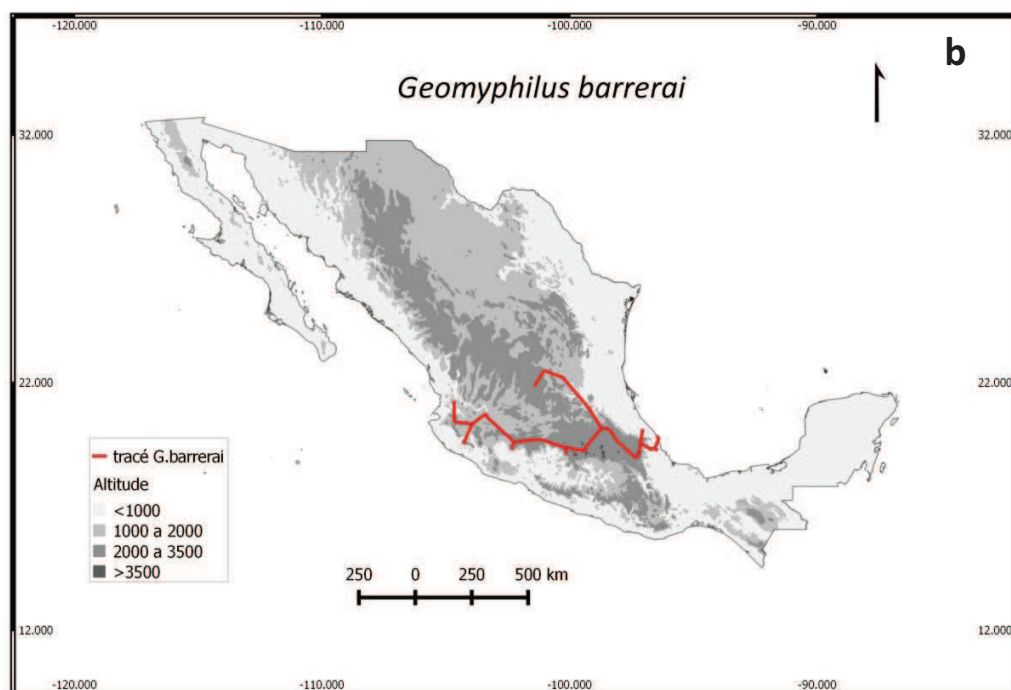 -120.000 -110.000 -100.000 -90.000
b
Geomyphilus barrerai
32.000 32.000
22.000 22.000
tracé G.barrerai
Altitude
<1000
1000 a 2000
2000 a 3500
>3500
250 0 250 500 km
12.000 12.000
-120.000 -110.000 -100.000 -90.000